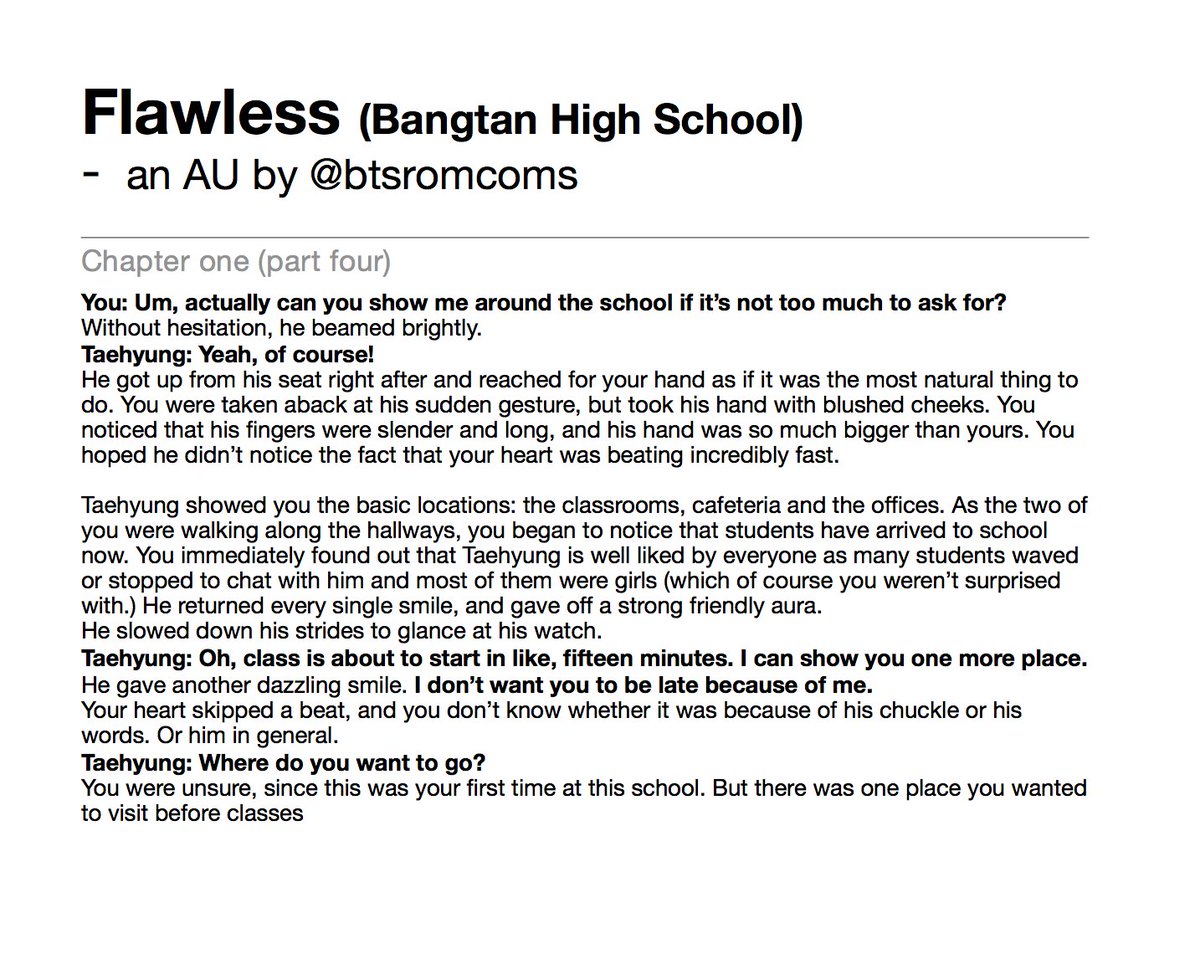 Flawless (Bangtan High School)
- an AU by @btsromcoms
Chapter one (part four)
You: Um, actually can you show me around the school if it’s not too much to ask for?
Without hesitation, he beamed brightly.
Taehyung: Yeah, of course!
He got up from his seat right after and reached for your hand as if it was the most natural thing to
do. You were taken aback at his sudden gesture, but took his hand with blushed cheeks. You
noticed that his fingers were slender and long, and his hand was so much bigger than yours. You
hoped he didn’t notice the fact that your heart was beating incredibly fast.
Taehyung showed you the basic locations: the classrooms, cafeteria and the offices. As the two of
you were walking along the hallways, you began to notice that students have arrived to school
now. You immediately found out that Taehyung is well liked by everyone as many students waved
or stopped to chat with him and most of them were girls (which of course you weren’t surprised
with.) He returned every single smile, and gave off a strong friendly aura.
He slowed down his strides to glance at his watch.
Taehyung: Oh, class is about to start in like, fifteen minutes. I can show you one more place.
He gave another dazzling smile. I don’t want you to be late because of me.
Your heart skipped a beat, and you don’t know whether it was because of his chuckle or his
words. Or him in general.
Taehyung: Where do you want to go?
You were unsure, since this was your first time at this school. But there was one place you wanted
to visit before classes